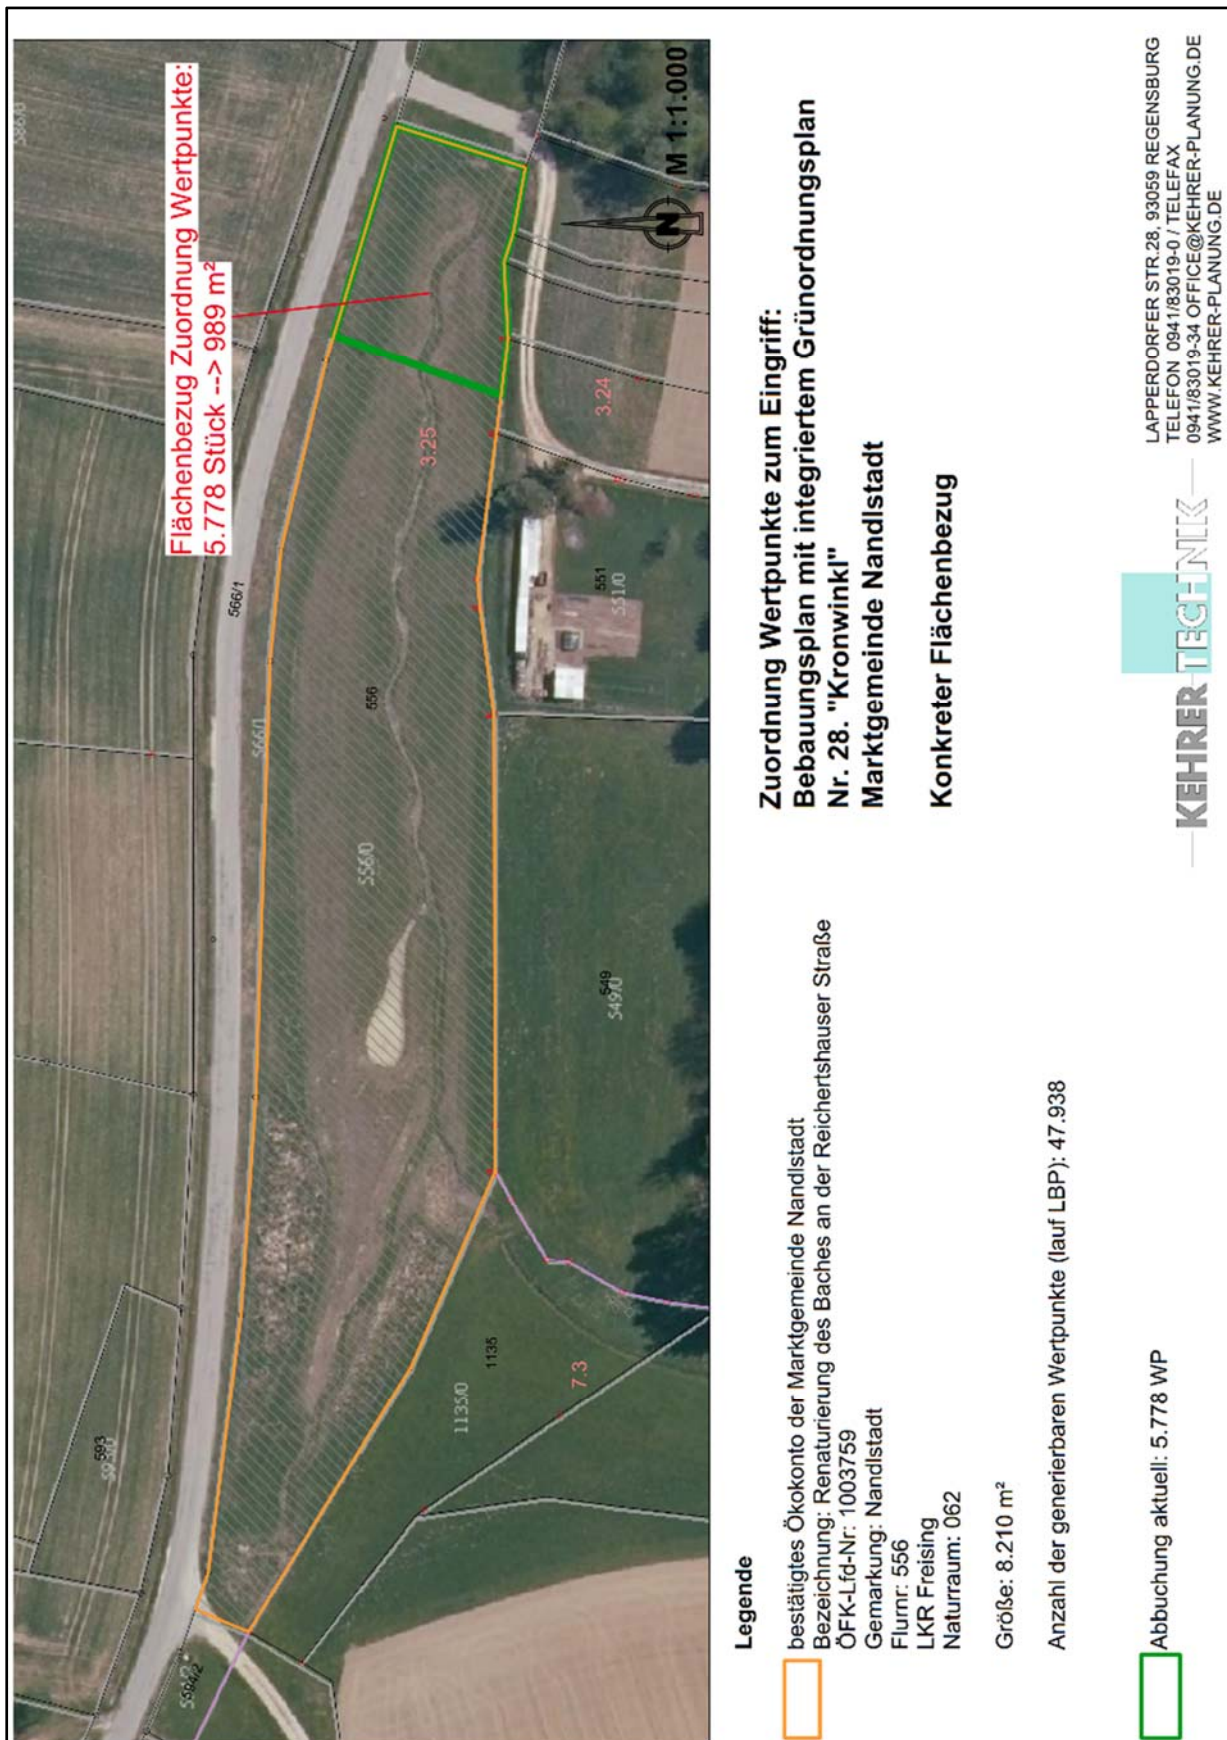 Flächenbezug Zuordnung Wertpunkte:
5.778 Stück --> 989 m²
566/1
566/1
556
556/0
3.25
3.24
551
551/0
549
549/0
1135
1135/0
7.3
593
594/2
586/0
N
M 1:1.000
Legende
bestätigtes Ökokonto der Marktgemeinde Nandlstadt
Bezeichnung: Renaturierung des Baches an der Reichertshauser Straße
ÖFK-Lfd-Nr: 1003759
Gemarkung: Nandlstadt
Flurnr: 556
LKR Freising
Naturraum: 062
Größe: 8.210 m²
Anzahl der generierbaren Wertpunkte (lauf LBP): 47.938
Abbuchung aktuell: 5.778 WP
Zuordnung Wertpunkte zum Eingriff:
Bebauungsplan mit integriertem Grünordnungsplan
Nr. 28. "Kronwinkl"
Marktgemeinde Nandlstadt
Konkreter Flächenbezug
KEHRER TECHNIK
LAPPERDORFER STR.28, 93059 REGENSBURG
TELEFON 0941/83019-0 / TELEFAX
0941/83019-34 OFFICE@KEHRER-PLANUNG.DE
WWW.KEHRER-PLANUNG.DE